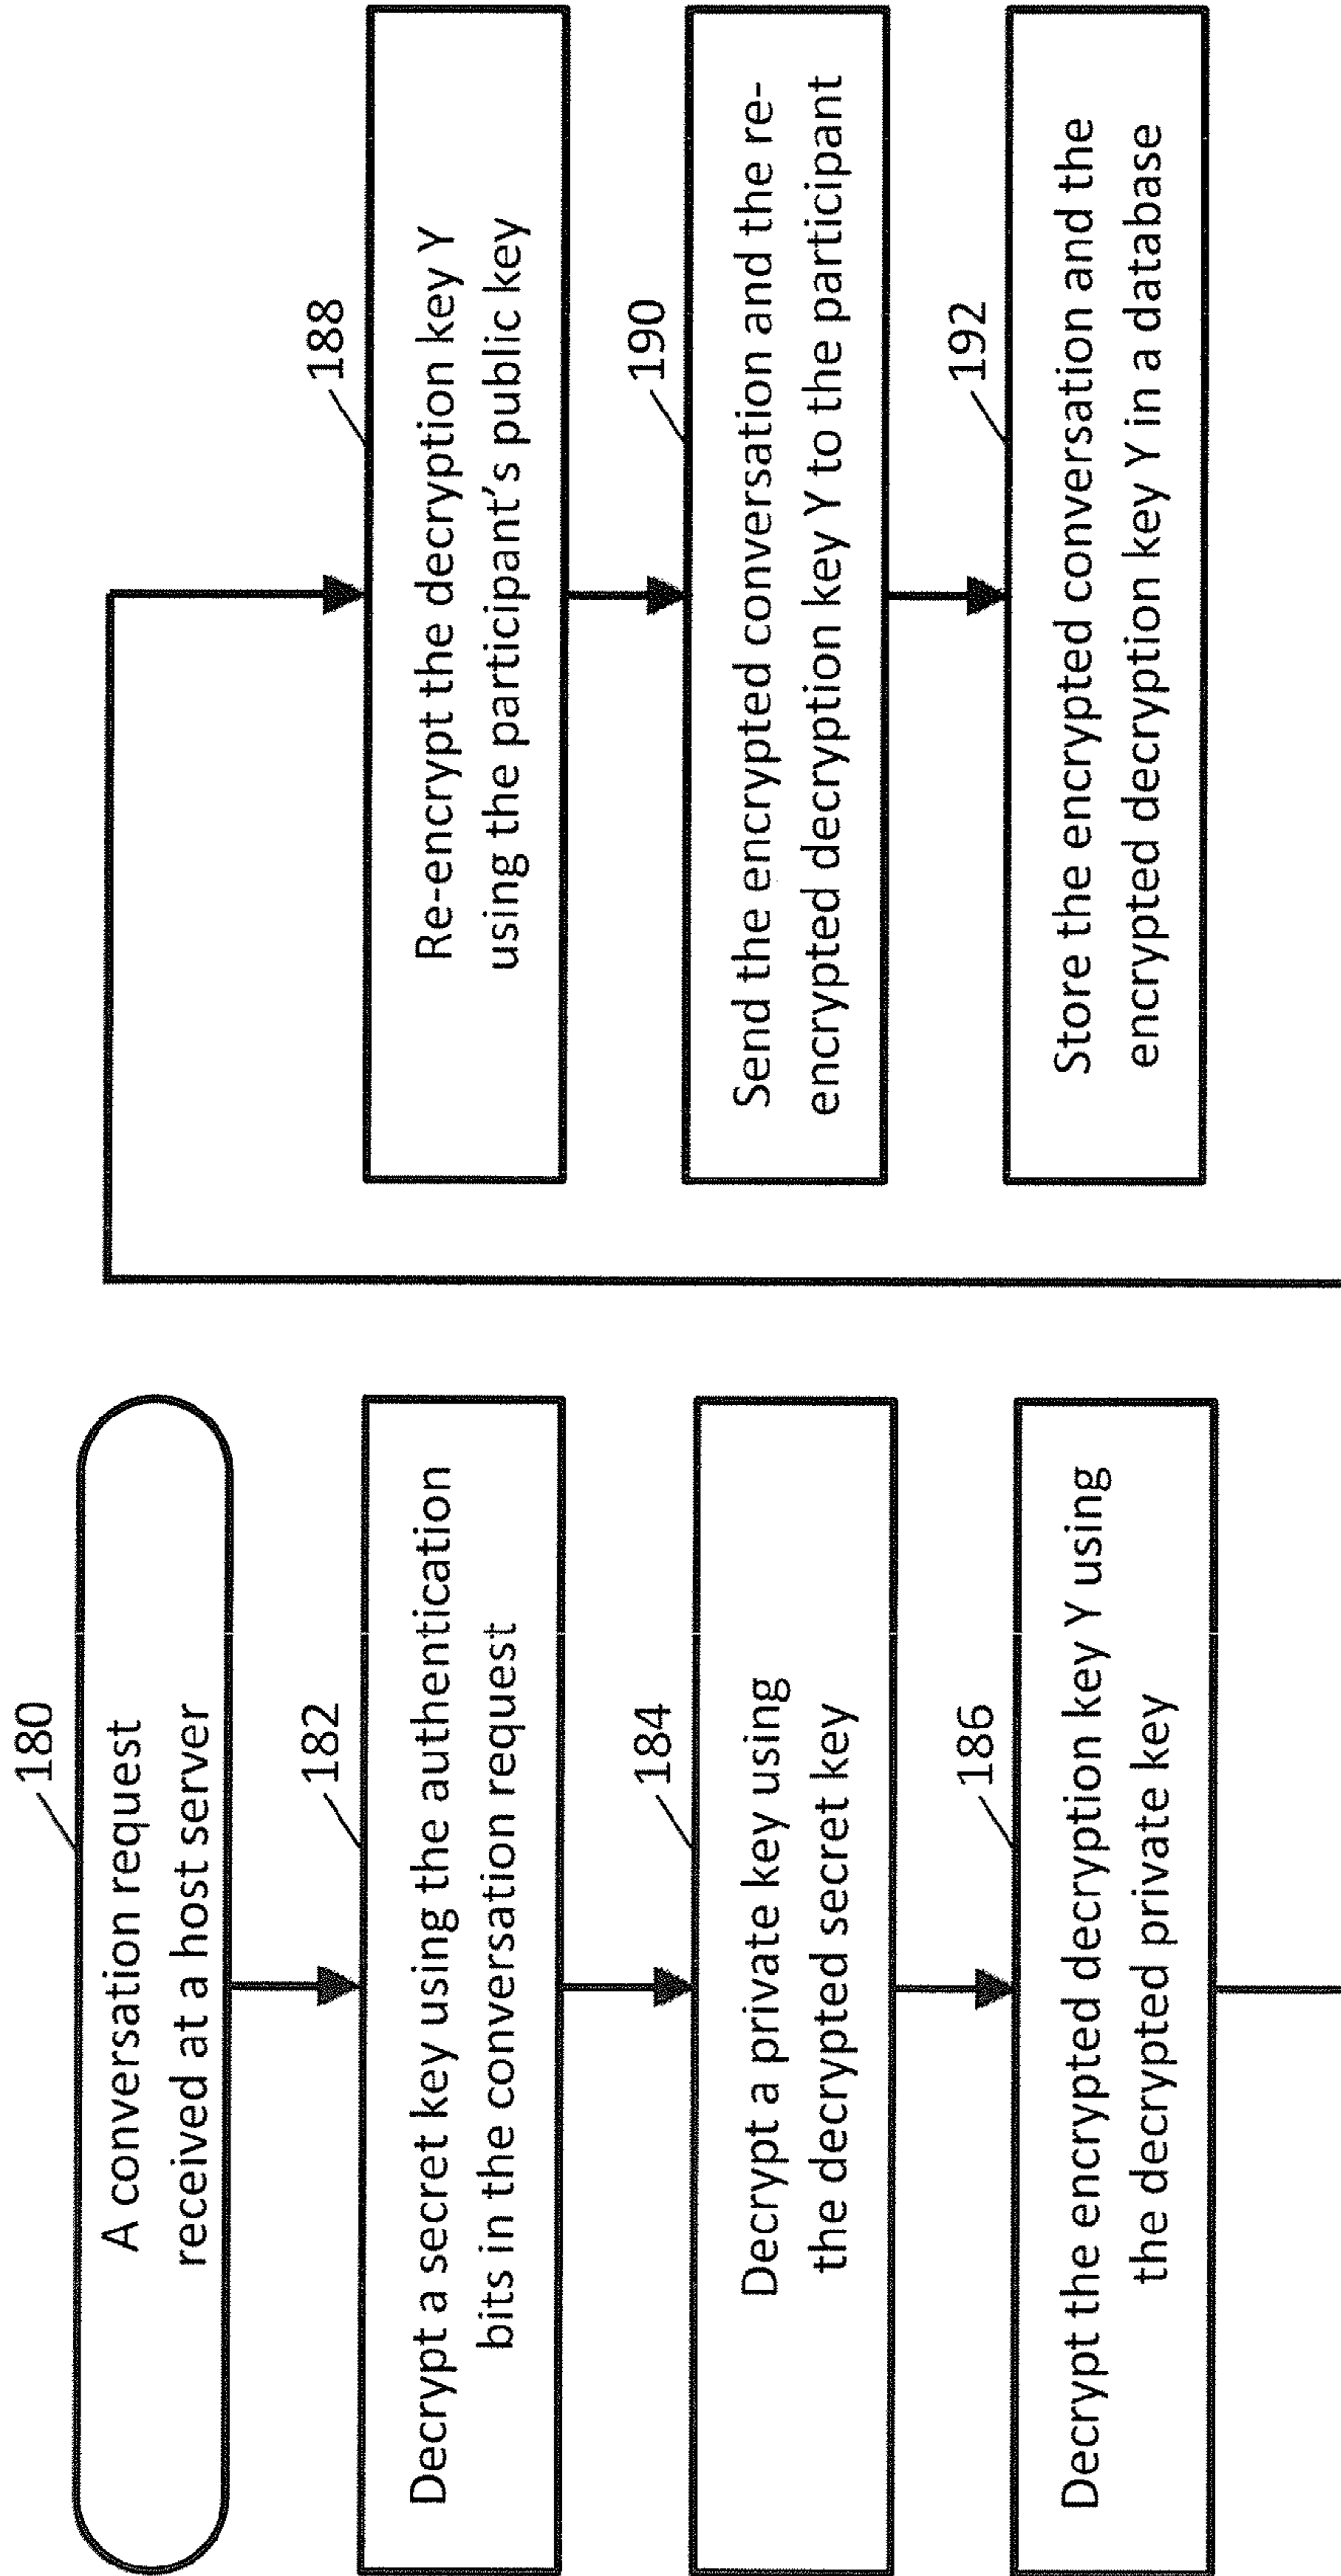 180
A conversation request
received at a host server
182
Decrypt a secret key using the authentication
bits in the conversation request
184
Decrypt a private key using
the decrypted secret key
186
Decrypt the encrypted decryption key Y using
the decrypted private key
188
Re-encrypt the decryption key Y
using the participant's public key
190
Send the encrypted conversation and the re-
encrypted decryption key Y to the participant
192
Store the encrypted conversation and the
encrypted decryption key Y in a database